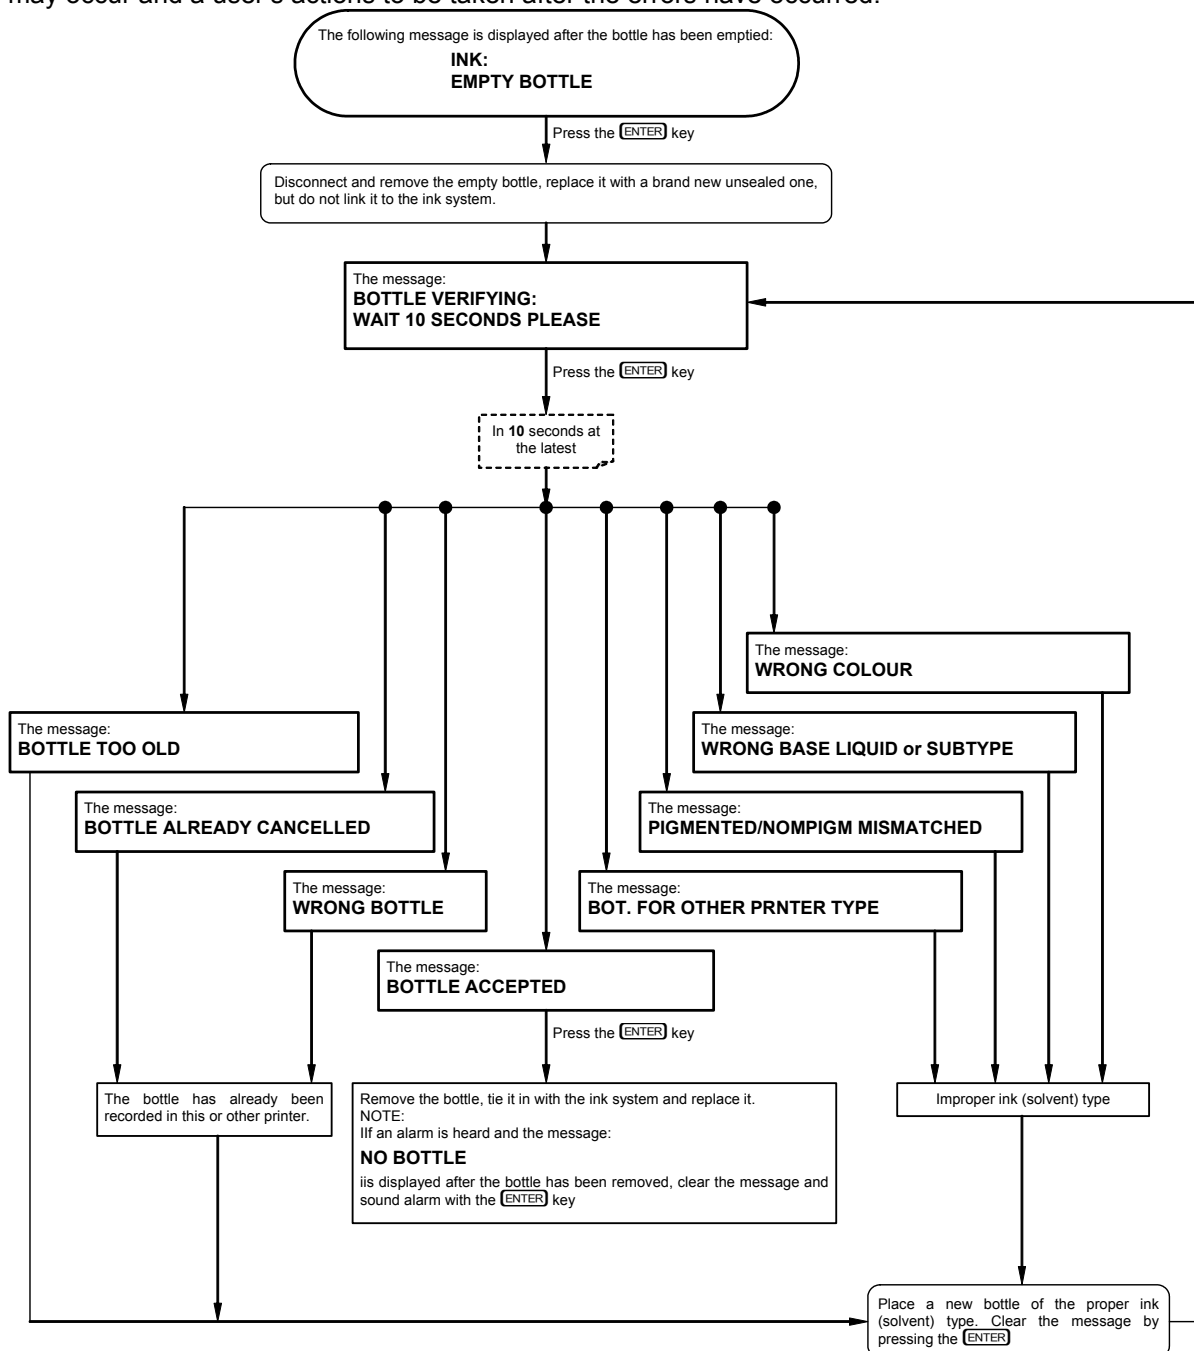 may occur and a user's actions to be taken after the errors have occurred.
The following message is displayed after the bottle has been emptied:
INK:
EMPTY BOTTLE
Press the ENTER key
Disconnect and remove the empty bottle, replace it with a brand new unsealed one,
but do not link it to the ink system.
The message:
BOTTLE VERIFYING:
WAIT 10 SECONDS PLEASE
Press the ENTER key
In 10 seconds at
the latest
The message:
WRONG COLOUR
The message:
BOTTLE TOO OLD
The message:
WRONG BASE LIQUID or SUBTYPE
The message:
BOTTLE ALREADY CANCELLED
The message:
PIGMENTED/NOMPIGM MISMATCHED
The message:
WRONG BOTTLE
The message:
BOT. FOR OTHER PRNTER TYPE
The message:
BOTTLE ACCEPTED
Press the ENTER key
The bottle has already been
recorded in this or other printer.
Remove the bottle, tie it in with the ink system and replace it.
NOTE:
IIf an alarm is heard and the message:
NO BOTTLE
iis displayed after the bottle has been removed, clear the message and
sound alarm with the ENTER key
Improper ink (solvent) type
Place a new bottle of the proper ink
(solvent) type. Clear the message by
pressing the ENTER